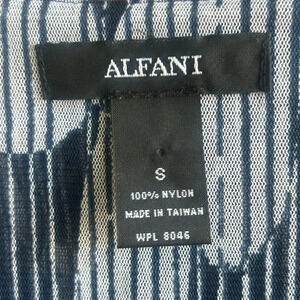 ALFANI
S
100% NYLON
MADE IN TAIWAN
WPL 8046